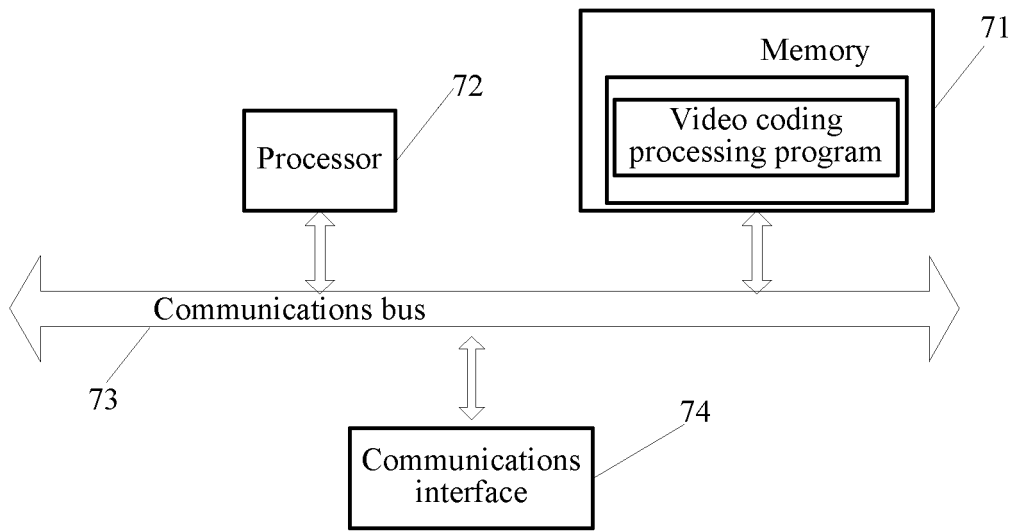 71
Memory
72
Video coding
processing program
Processor
Communications bus
73
74
Communications
interface